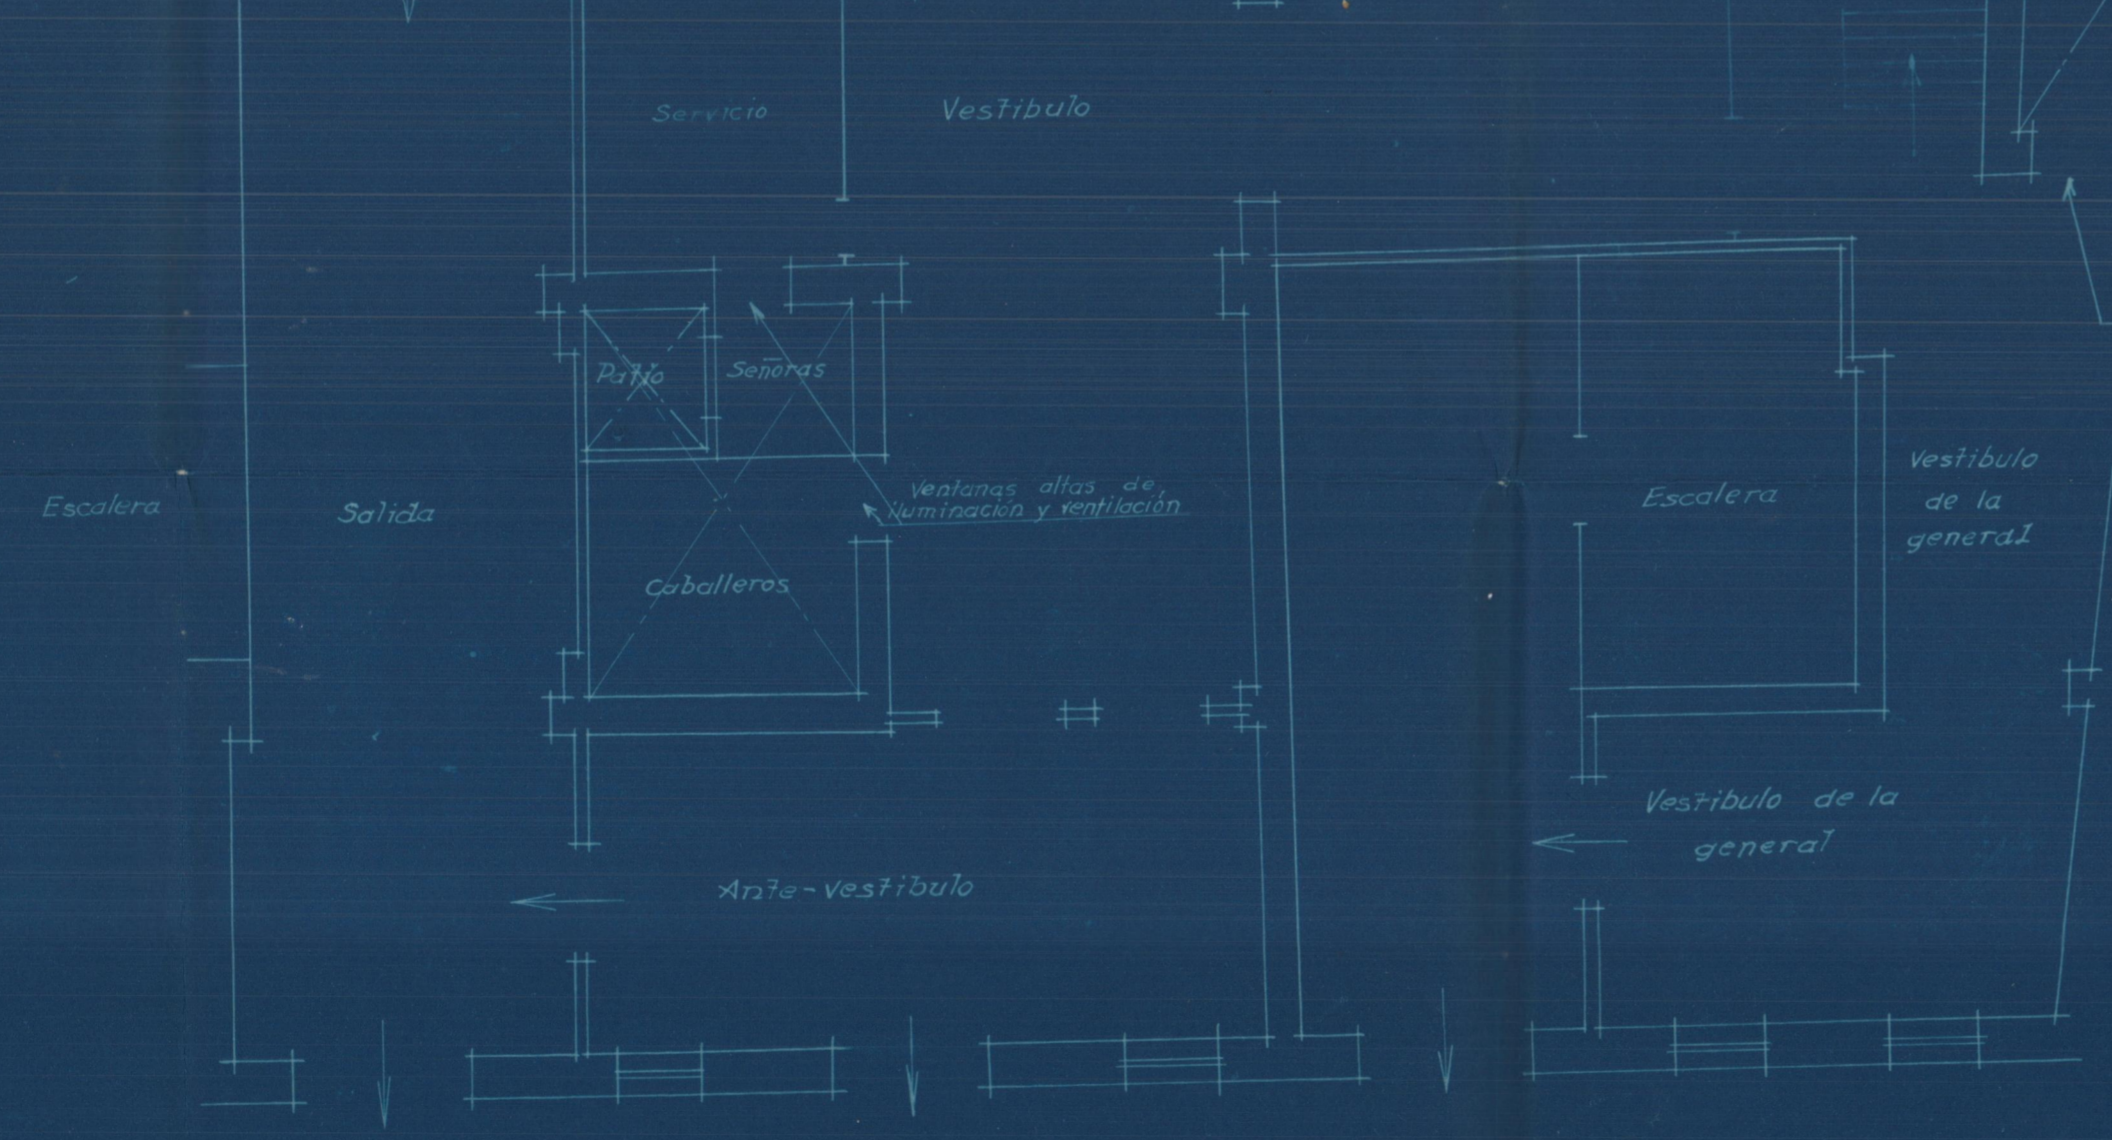 Servicio
Vestibulo
Patio
Señoras
Ventanas altas de
iluminación y ventilación
Escalera
Salida
Caballeros
Escalera
Vestibulo
de la
general
Vestibulo de la
general
Ante-vestibulo